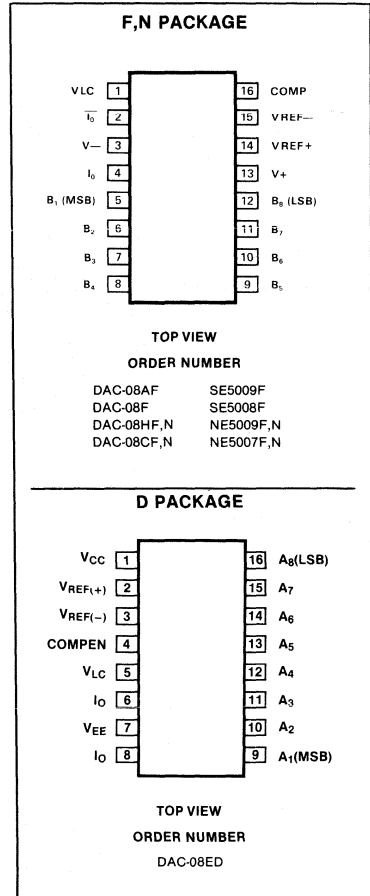 F,N PACKAGE
VLC 1 16 COMP
I̅₀ 2 15 VREF—
V— 3 14 VREF+
I₀ 4 13 V+
B₁ (MSB) 5 12 B₈ (LSB)
B₂ 6 11 B₇
B₃ 7 10 B₆
B₄ 8 9 B₅
TOP VIEW
ORDER NUMBER
DAC-08AF SE5009F
DAC-08F SE5008F
DAC-08HF,N NE5009F,N
DAC-08CF,N NE5007F,N
D PACKAGE
VCC 1 16 A8(LSB)
VREF(+) 2 15 A7
VREF(−) 3 14 A6
COMPEN 4 13 A5
VLC 5 12 A4
IO 6 11 A3
VEE 7 10 A2
IO 8 9 A1(MSB)
TOP VIEW
ORDER NUMBER
DAC-08ED